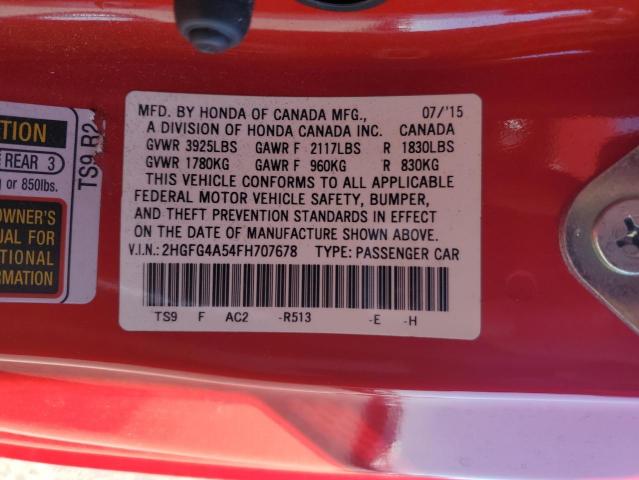 TION
REAR 3
or 850lbs.
OWNER'S
UAL FOR
ATIONAL
FORMATION
TS9 R2
MFD. BY HONDA OF CANADA MFG., 07/'15
A DIVISION OF HONDA CANADA INC. CANADA
GVWR 3925LBS GAWR F 2117LBS R 1830LBS
GVWR 1780KG GAWR F 960KG R 830KG
THIS VEHICLE CONFORMS TO ALL APPLICABLE
FEDERAL MOTOR VEHICLE SAFETY, BUMPER,
AND THEFT PREVENTION STANDARDS IN EFFECT
ON THE DATE OF MANUFACTURE SHOWN ABOVE.
V.I.N.: 2HGFG4A54FH707678 TYPE: PASSENGER CAR
TS9 F AC2 -R513 -E -H